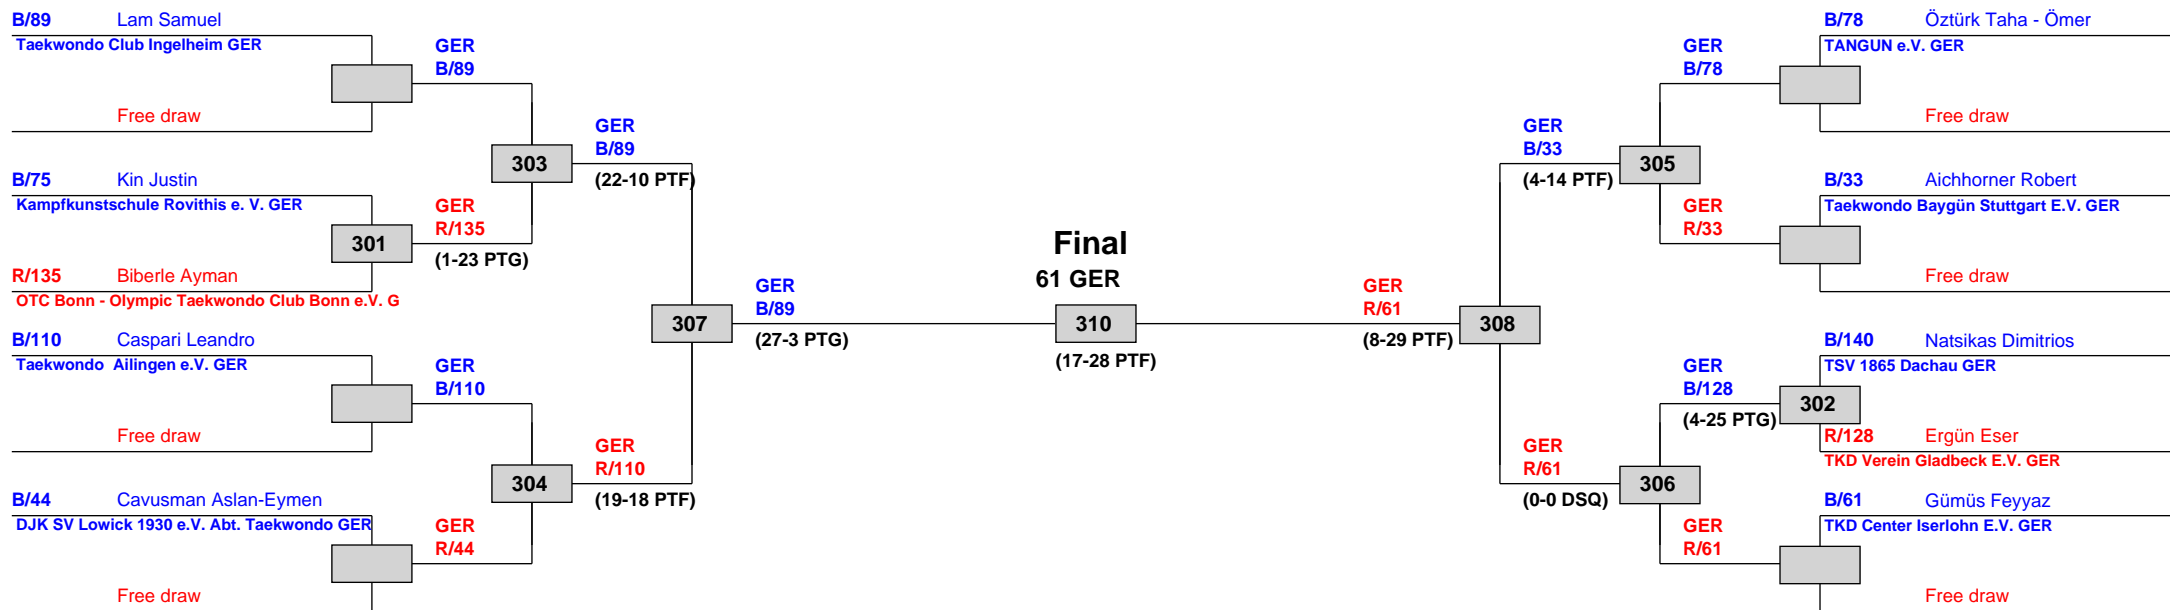 B/89 Lam Samuel
Taekwondo Club Ingelheim GER
Free draw
B/75 Kin Justin
Kampfkunstschule Rovithis e. V. GER
301
R/135 Biberle Ayman
OTC Bonn - Olympic Taekwondo Club Bonn e.V. G
B/110 Caspari Leandro
Taekwondo Ailingen e.V. GER
Free draw
B/44 Cavusman Aslan-Eymen
DJK SV Lowick 1930 e.V. Abt. Taekwondo GER
Free draw
GER
B/89
303
GER
R/135
(1-23 PTG)
GER
B/110
304
GER
R/44
GER
B/89
(22-10 PTF)
307
GER
R/110
(19-18 PTF)
GER
B/89
(27-3 PTG)
Final
61 GER
310
(17-28 PTF)
GER
R/61
(8-29 PTF)
308
GER
B/33
(4-14 PTF)
305
GER
R/61
(0-0 DSQ)
306
GER
B/78
GER
R/33
GER
B/128
(4-25 PTG)
302
GER
R/61
B/78 Öztürk Taha - Ömer
TANGUN e.V. GER
Free draw
B/33 Aichhorner Robert
Taekwondo Baygün Stuttgart E.V. GER
Free draw
B/140 Natsikas Dimitrios
TSV 1865 Dachau GER
R/128 Ergün Eser
TKD Verein Gladbeck E.V. GER
B/61 Gümüs Feyyaz
TKD Center Iserlohn E.V. GER
Free draw